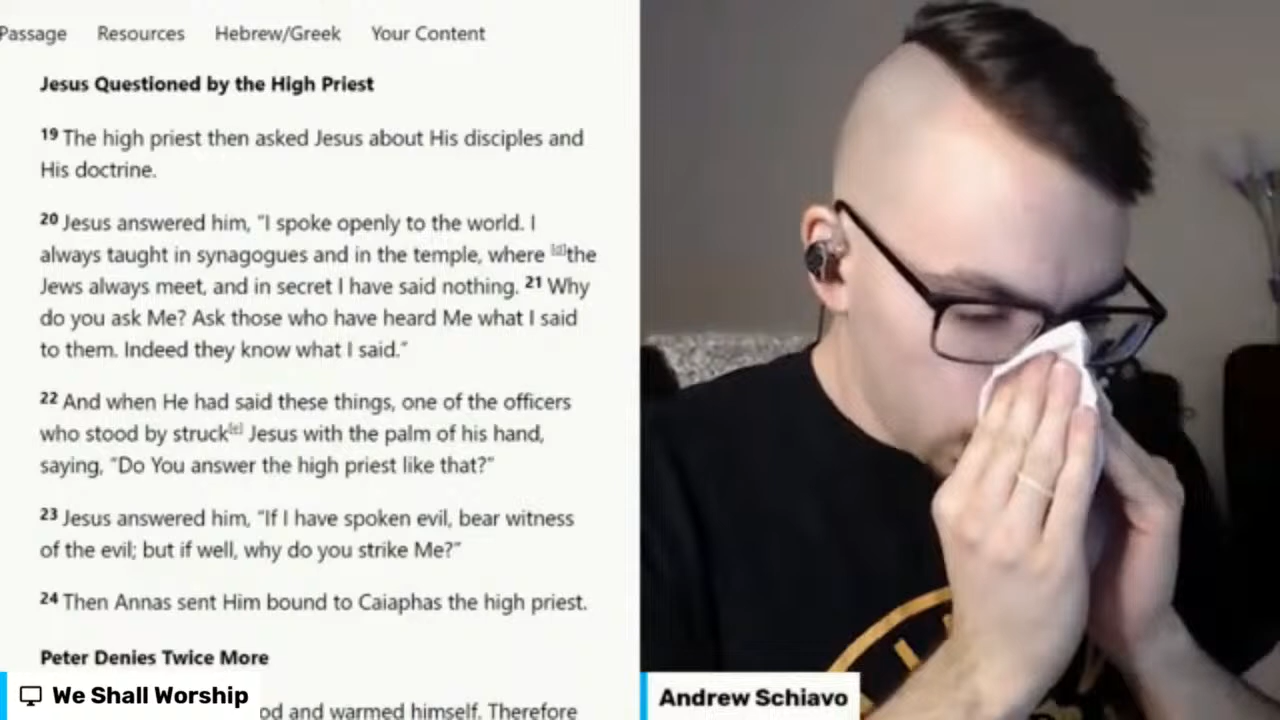 Passage Resources Hebrew/Greek Your Content
Jesus Questioned by the High Priest
19 The high priest then asked Jesus about His disciples and
His doctrine.
20 Jesus answered him, “I spoke openly to the world. I
always taught in synagogues and in the temple, where [d]the
Jews always meet, and in secret I have said nothing. 21 Why
do you ask Me? Ask those who have heard Me what I said
to them. Indeed they know what I said.”
22 And when He had said these things, one of the officers
who stood by struck[e] Jesus with the palm of his hand,
saying, “Do You answer the high priest like that?”
23 Jesus answered him, “If I have spoken evil, bear witness
of the evil; but if well, why do you strike Me?”
24 Then Annas sent Him bound to Caiaphas the high priest.
Peter Denies Twice More
and warmed himself. Therefore
We Shall Worship
Andrew Schiavo